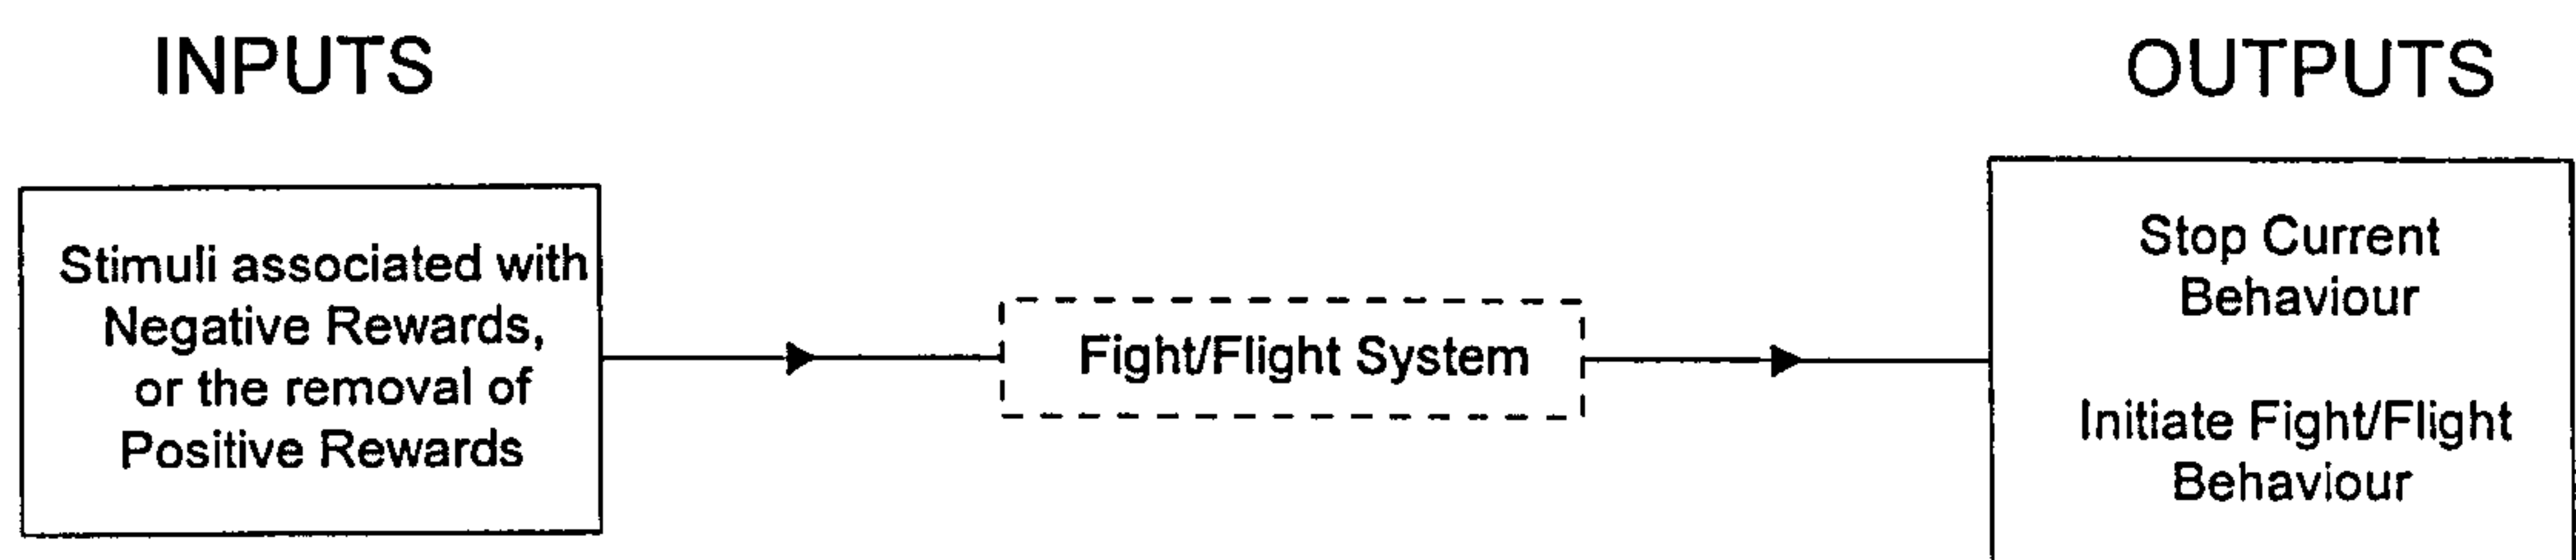 INPUTS
OUTPUTS
Stimuli associated with
Negative Rewards,
or the removal of
Positive Rewards
Fight/Flight System
Stop Current
Behaviour
Initiate Fight/Flight
Behaviour